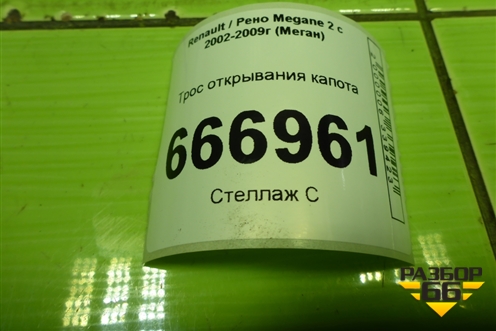 Renault / Рено Megane 2 с
2002-2009г (Меган)
Трос открывания капота
666961
Стеллаж С
РАЗБОР
66